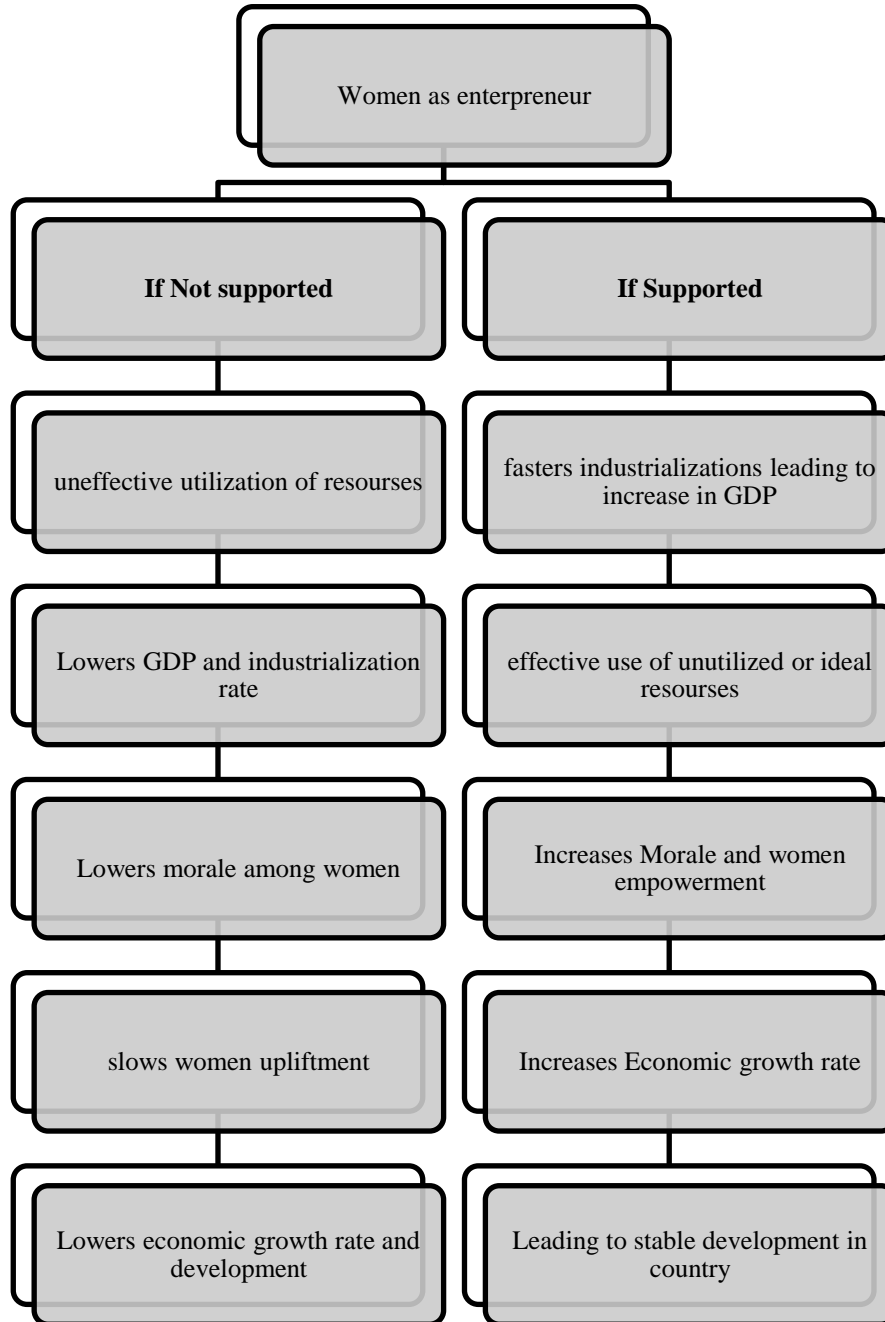 Women as enterpreneur
If Not supported
uneffective utilization of resourses
Lowers GDP and industrialization
rate
Lowers morale among women
slows women upliftment
Lowers economic growth rate and
development
If Supported
fasters industrializations leading to
increase in GDP
effective use of unutilized or ideal
resourses
Increases Morale and women
empowerment
Increases Economic growth rate
Leading to stable development in
country